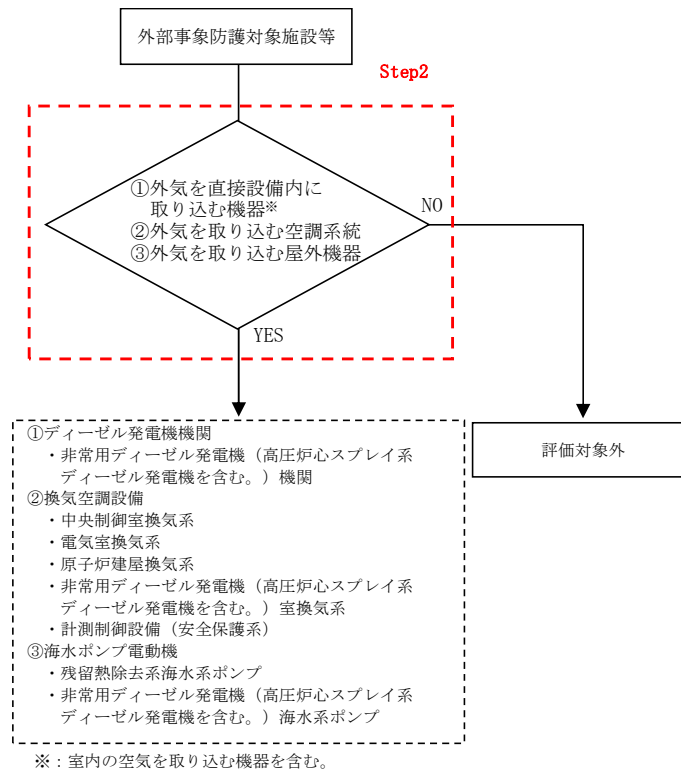 外部事象防護対象施設等
Step2
①外気を直接設備内に
取り込む機器※
②外気を取り込む空調系統
③外気を取り込む屋外機器
NO
YES
①ディーゼル発電機機関
・非常用ディーゼル発電機（高圧炉心スプレイ系
ディーゼル発電機を含む。）機関
②換気空調設備
・中央制御室換気系
・電気室換気系
・原子炉建屋換気系
・非常用ディーゼル発電機（高圧炉心スプレイ系
ディーゼル発電機を含む。）室換気系
・計測制御設備（安全保護系）
③海水ポンプ電動機
・残留熱除去系海水系ポンプ
・非常用ディーゼル発電機（高圧炉心スプレイ系
ディーゼル発電機を含む。）海水系ポンプ
評価対象外
※：室内の空気を取り込む機器を含む。